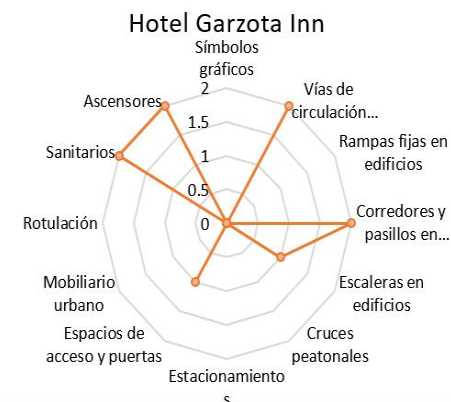 Hotel Garzota Inn
Símbolos
gráficos
Vías de
circulación...
Rampas fijas en
edificios
Corredores y
pasillos en...
Escaleras en
edificios
Cruces
peatonales
Estacionamiento
s
Espacios de
acceso y puertas
Mobiliario
urbano
Rotulación
Sanitarios
Ascensores
2
1.5
1
0.5
0